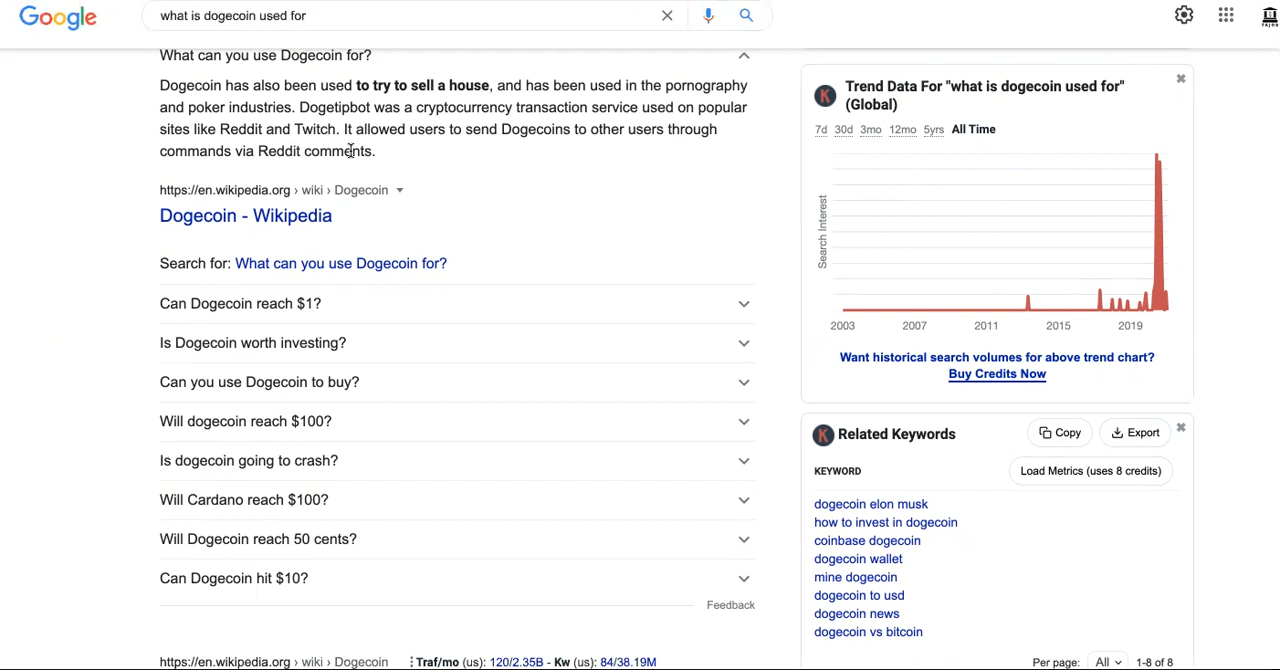 Google
what is dogecoin used for
What can you use Dogecoin for?
Dogecoin has also been used to try to sell a house, and has been used in the pornography
and poker industries. Dogetipbot was a cryptocurrency transaction service used on popular
sites like Reddit and Twitch. It allowed users to send Dogecoins to other users through
commands via Reddit comments.
https://en.wikipedia.org › wiki › Dogecoin
Dogecoin - Wikipedia
Search for: What can you use Dogecoin for?
Can Dogecoin reach $1?
Is Dogecoin worth investing?
Can you use Dogecoin to buy?
Will dogecoin reach $100?
Is dogecoin going to crash?
Will Cardano reach $100?
Will Dogecoin reach 50 cents?
Can Dogecoin hit $10?
Feedback
https://en.wikipedia.org › wiki › Dogecoin
Traf/mo (us): 120/2.35B - Kw (us): 84/38.19M
K
Trend Data For "what is dogecoin used for"
(Global)
7d 30d 3mo 12mo 5yrs All Time
Search Interest
2003 2007 2011 2015 2019
Want historical search volumes for above trend chart?
Buy Credits Now
K Related Keywords
Copy
Export
KEYWORD
Load Metrics (uses 8 credits)
dogecoin elon musk
how to invest in dogecoin
coinbase dogecoin
dogecoin wallet
mine dogecoin
dogecoin to usd
dogecoin news
dogecoin vs bitcoin
Per page: All 1-8 of 8